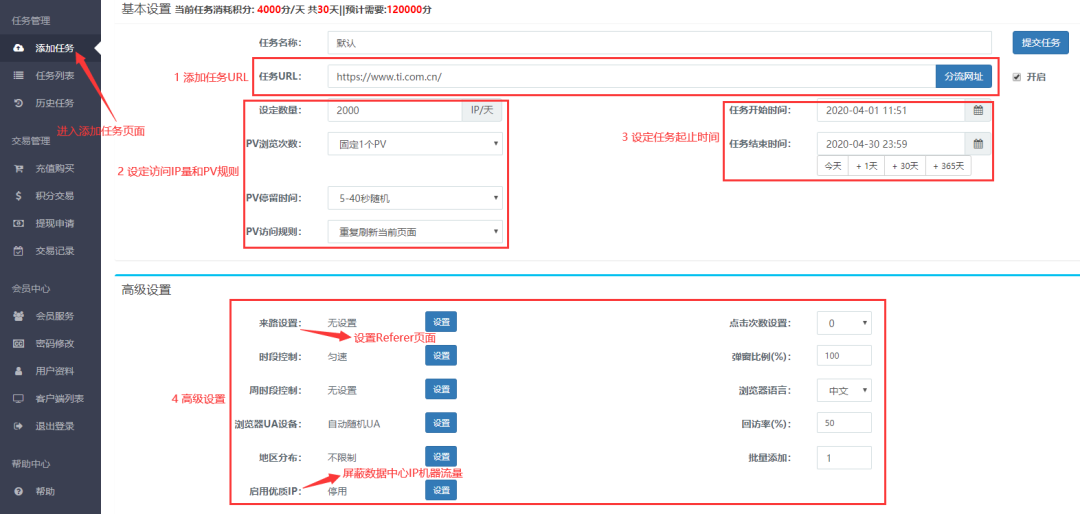 任务管理
添加任务
任务列表
历史任务
进入添加任务页面
交易管理
充值购买
积分交易
提现申请
交易记录
会员中心
会员服务
密码修改
用户资料
客户端列表
退出登录
帮助中心
帮助
基本设置 当前任务消耗积分: 4000分/天 共30天||预计需要:120000分
任务名称: 默认 提交任务
1 添加任务URL 任务URL: https://www.ti.com.cn/ 分流网址 开启
设定数量: 2000 IP/天
PV浏览次数: 固定1个PV
2 设定访问IP量和PV规则
PV停留时间: 5-40秒随机
PV访问规则: 重复刷新当前页面
任务开始时间: 2020-04-01 11:51
3 设定任务起止时间
任务结束时间: 2020-04-30 23:59
今天 + 1天 + 30天 + 365天
高级设置
4 高级设置
来路设置: 无设置 设置
设置Referer页面
时段控制: 匀速 设置
周时段控制: 无设置 设置
浏览器UA设备: 自动随机UA 设置
地区分布: 不限制 设置
屏蔽数据中心IP机器流量
启用优质IP: 停用 设置
点击次数设置: 0
弹窗比例(%): 100
浏览器语言: 中文
回访率(%): 50
批量添加: 1